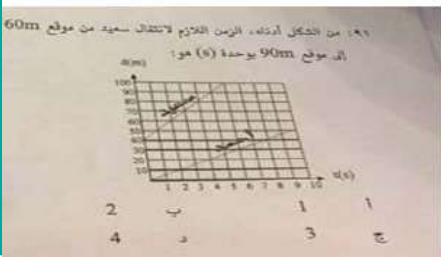 ٩٦: من الشكل أدناه، الزمن اللازم لانتقال سعيد من موقع 60m
إلى موقع 90m بوحدة (s) هو:
d(m)
100
90
80
70
60
50
40
30
20
10
سعيد
أحمد
1 2 3 4 5 6 7 8 9 10 t(s)
أ 1 ب 2
ج 3 د 4